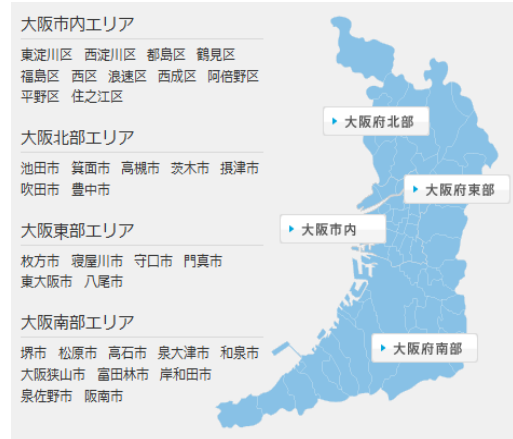 大阪市内エリア
東淀川区 西淀川区 都島区 鶴見区
福島区 西区 浪速区 西成区 阿倍野区
平野区 住之江区
大阪北部エリア
池田市 箕面市 高槻市 茨木市 摂津市
吹田市 豊中市
大阪東部エリア
枚方市 寝屋川市 守口市 門真市
東大阪市 八尾市
大阪南部エリア
堺市 松原市 高石市 泉大津市 和泉市
大阪狭山市 富田林市 岸和田市
泉佐野市 阪南市
大阪府北部
大阪府東部
大阪市内
大阪府南部